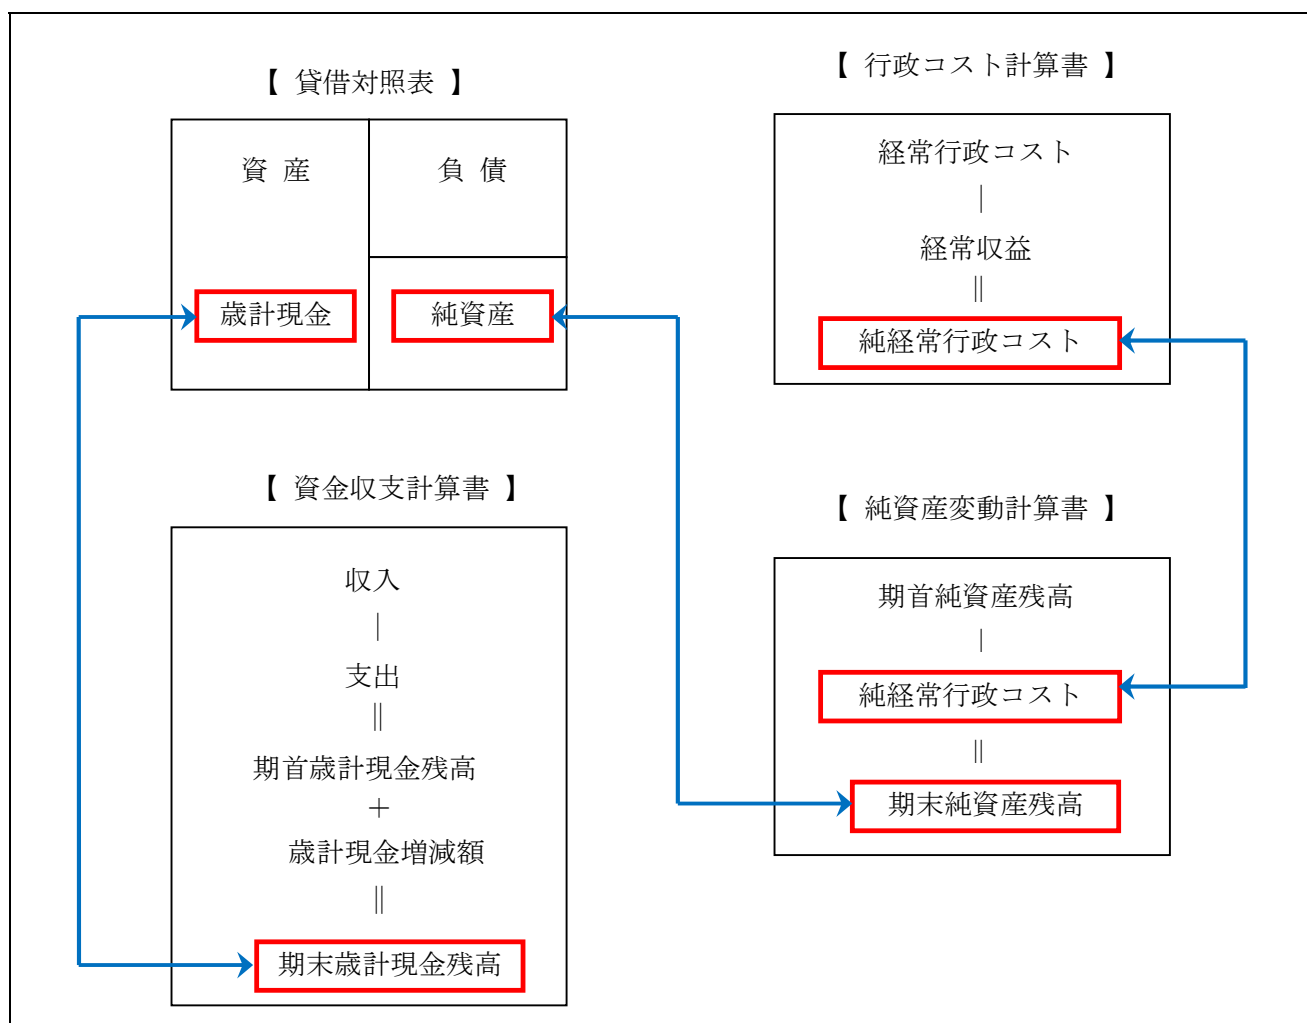 【 貸借対照表 】
資 産
負 債
歳計現金
純資産
【 行政コスト計算書 】
経常行政コスト
｜
経常収益
∥
純経常行政コスト
【 資金収支計算書 】
収入
｜
支出
∥
期首歳計現金残高
＋
歳計現金増減額
∥
期末歳計現金残高
【 純資産変動計算書 】
期首純資産残高
｜
純経常行政コスト
∥
期末純資産残高